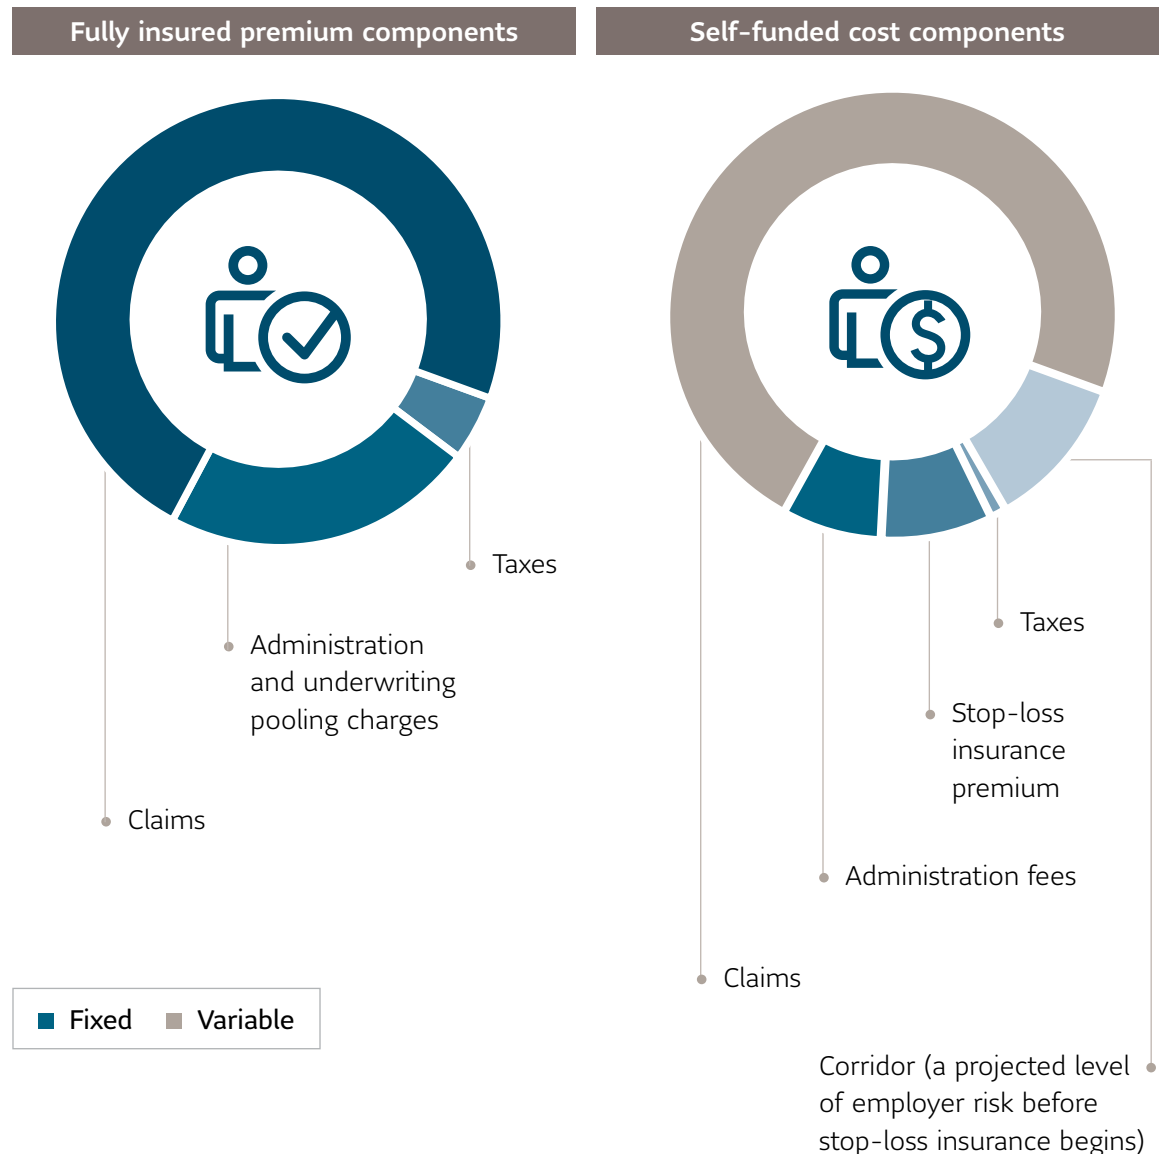 Fully insured premium components
Self-funded cost components
$
Taxes
Administration
and underwriting
pooling charges
Claims
Taxes
Stop-loss
insurance
premium
Administration fees
Claims
Corridor (a projected level
of employer risk before
stop-loss insurance begins)
Fixed
Variable